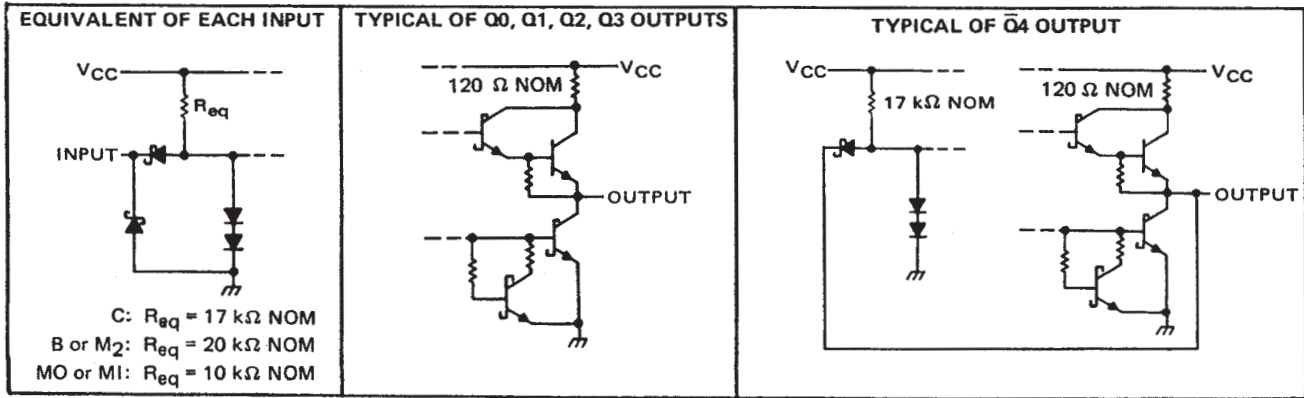 EQUIVALENT OF EACH INPUT
VCC
Req
INPUT
C: Req = 17 kΩ NOM
B or M2: Req = 20 kΩ NOM
MO or MI: Req = 10 kΩ NOM
TYPICAL OF Q0, Q1, Q2, Q3 OUTPUTS
VCC
120 Ω NOM
OUTPUT
TYPICAL OF Q̅4 OUTPUT
VCC
17 kΩ NOM
VCC
120 Ω NOM
OUTPUT